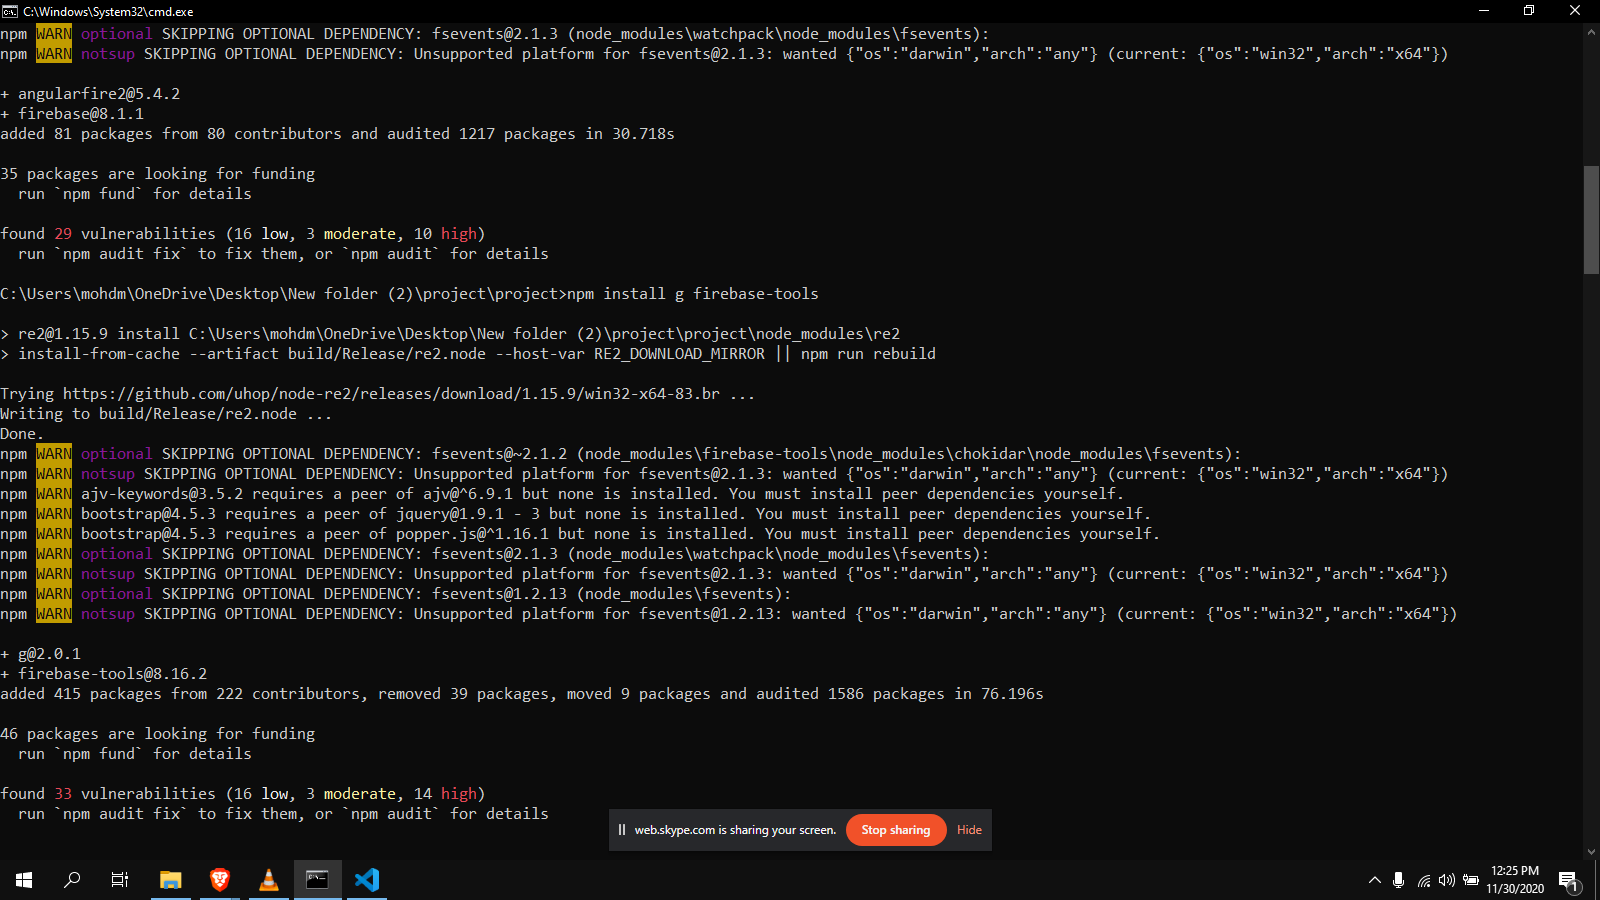 C:\Windows\System32\cmd.exe
npm WARN optional SKIPPING OPTIONAL DEPENDENCY: fsevents@2.1.3 (node_modules\watchpack\node_modules\fsevents):
npm WARN notsup SKIPPING OPTIONAL DEPENDENCY: Unsupported platform for fsevents@2.1.3: wanted {"os":"darwin","arch":"any"} (current: {"os":"win32","arch":"x64"})
+ angularfire2@5.4.2
+ firebase@8.1.1
added 81 packages from 80 contributors and audited 1217 packages in 30.718s
35 packages are looking for funding
  run `npm fund` for details
found 29 vulnerabilities (16 low, 3 moderate, 10 high)
  run `npm audit fix` to fix them, or `npm audit` for details
C:\Users\mohdm\OneDrive\Desktop\New folder (2)\project\project>npm install g firebase-tools
> re2@1.15.9 install C:\Users\mohdm\OneDrive\Desktop\New folder (2)\project\project\node_modules\re2
> install-from-cache --artifact build/Release/re2.node --host-var RE2_DOWNLOAD_MIRROR || npm run rebuild
Trying https://github.com/uhop/node-re2/releases/download/1.15.9/win32-x64-83.br ...
Writing to build/Release/re2.node ...
Done.
npm WARN optional SKIPPING OPTIONAL DEPENDENCY: fsevents@~2.1.2 (node_modules\firebase-tools\node_modules\chokidar\node_modules\fsevents):
npm WARN notsup SKIPPING OPTIONAL DEPENDENCY: Unsupported platform for fsevents@2.1.3: wanted {"os":"darwin","arch":"any"} (current: {"os":"win32","arch":"x64"})
npm WARN ajv-keywords@3.5.2 requires a peer of ajv@^6.9.1 but none is installed. You must install peer dependencies yourself.
npm WARN bootstrap@4.5.3 requires a peer of jquery@1.9.1 - 3 but none is installed. You must install peer dependencies yourself.
npm WARN bootstrap@4.5.3 requires a peer of popper.js@^1.16.1 but none is installed. You must install peer dependencies yourself.
npm WARN optional SKIPPING OPTIONAL DEPENDENCY: fsevents@2.1.3 (node_modules\watchpack\node_modules\fsevents):
npm WARN notsup SKIPPING OPTIONAL DEPENDENCY: Unsupported platform for fsevents@2.1.3: wanted {"os":"darwin","arch":"any"} (current: {"os":"win32","arch":"x64"})
npm WARN optional SKIPPING OPTIONAL DEPENDENCY: fsevents@1.2.13 (node_modules\fsevents):
npm WARN notsup SKIPPING OPTIONAL DEPENDENCY: Unsupported platform for fsevents@1.2.13: wanted {"os":"darwin","arch":"any"} (current: {"os":"win32","arch":"x64"})
+ g@2.0.1
+ firebase-tools@8.16.2
added 415 packages from 222 contributors, removed 39 packages, moved 9 packages and audited 1586 packages in 76.196s
46 packages are looking for funding
  run `npm fund` for details
found 33 vulnerabilities (16 low, 3 moderate, 14 high)
  run `npm audit fix` to fix them, or `npm audit` for details
web.skype.com is sharing your screen. Stop sharing Hide
12:25 PM
11/30/2020
1